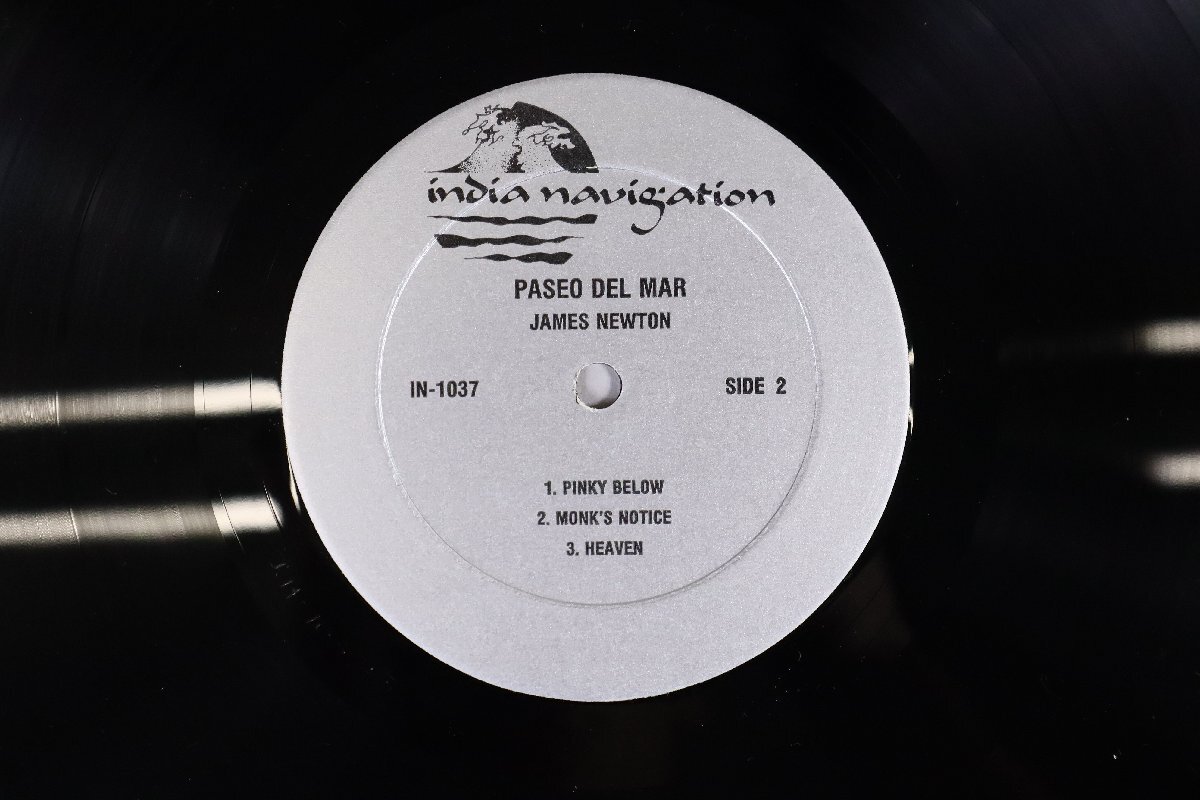 india navigation
PASEO DEL MAR
JAMES NEWTON
IN-1037
SIDE 2
1. PINKY BELOW
2. MONK'S NOTICE
3. HEAVEN